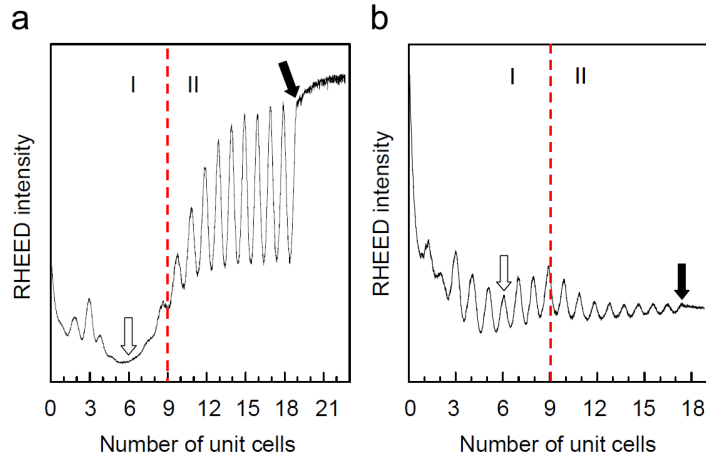 a
RHEED intensity
I II
0 3 6 9 12 15 18 21
Number of unit cells
b
RHEED intensity
I II
0 3 6 9 12 15 18
Number of unit cells